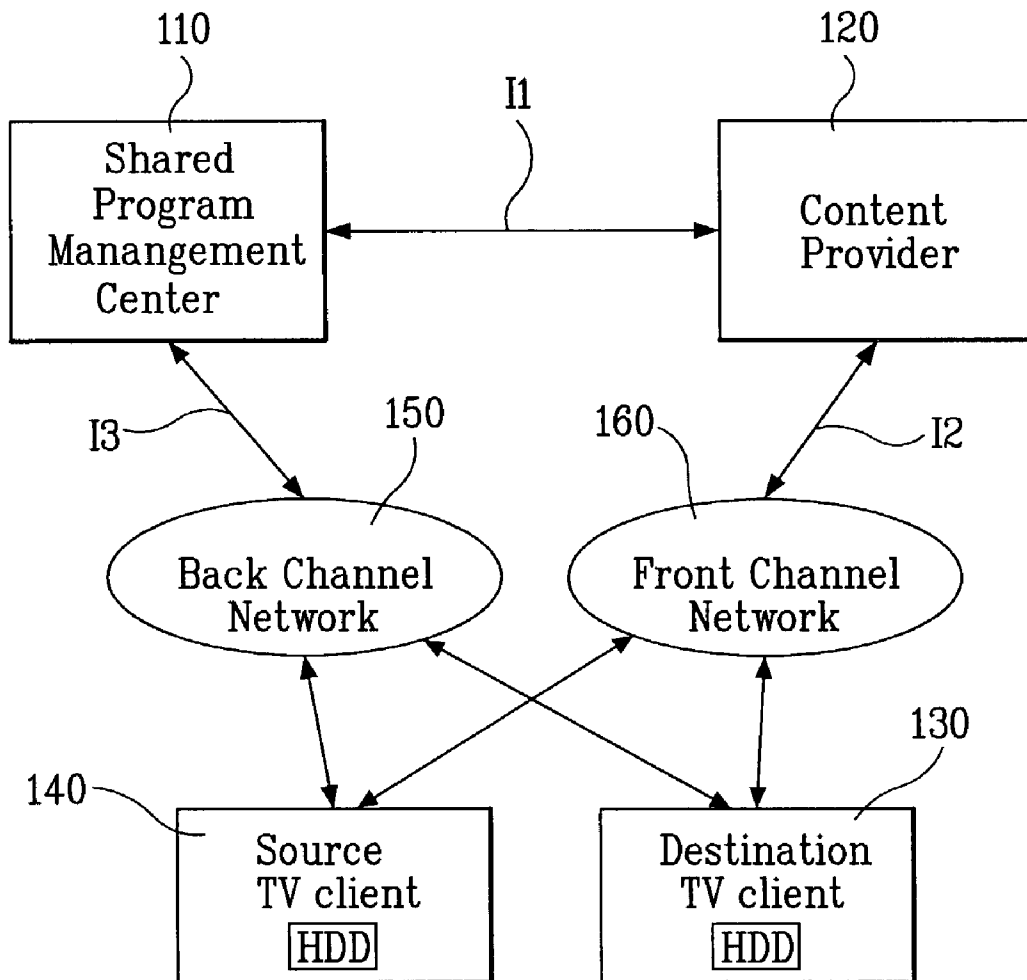 110
120
I1
Shared
Program
Manangement
Center
Content
Provider
I3
150
160
I2
Back Channel
Network
Front Channel
Network
140
130
Source
TV client
HDD
Destination
TV client
HDD